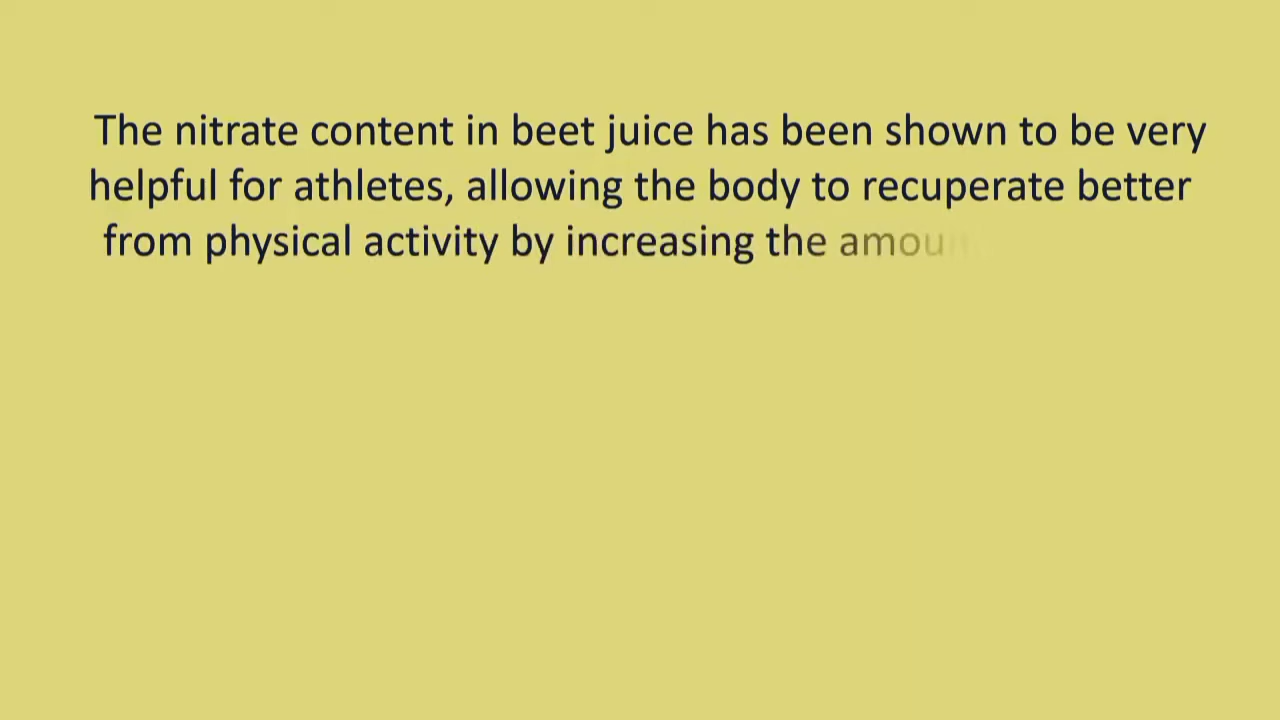 The nitrate content in beet juice has been shown to be very
helpful for athletes, allowing the body to recuperate better
from physical activity by increasing the